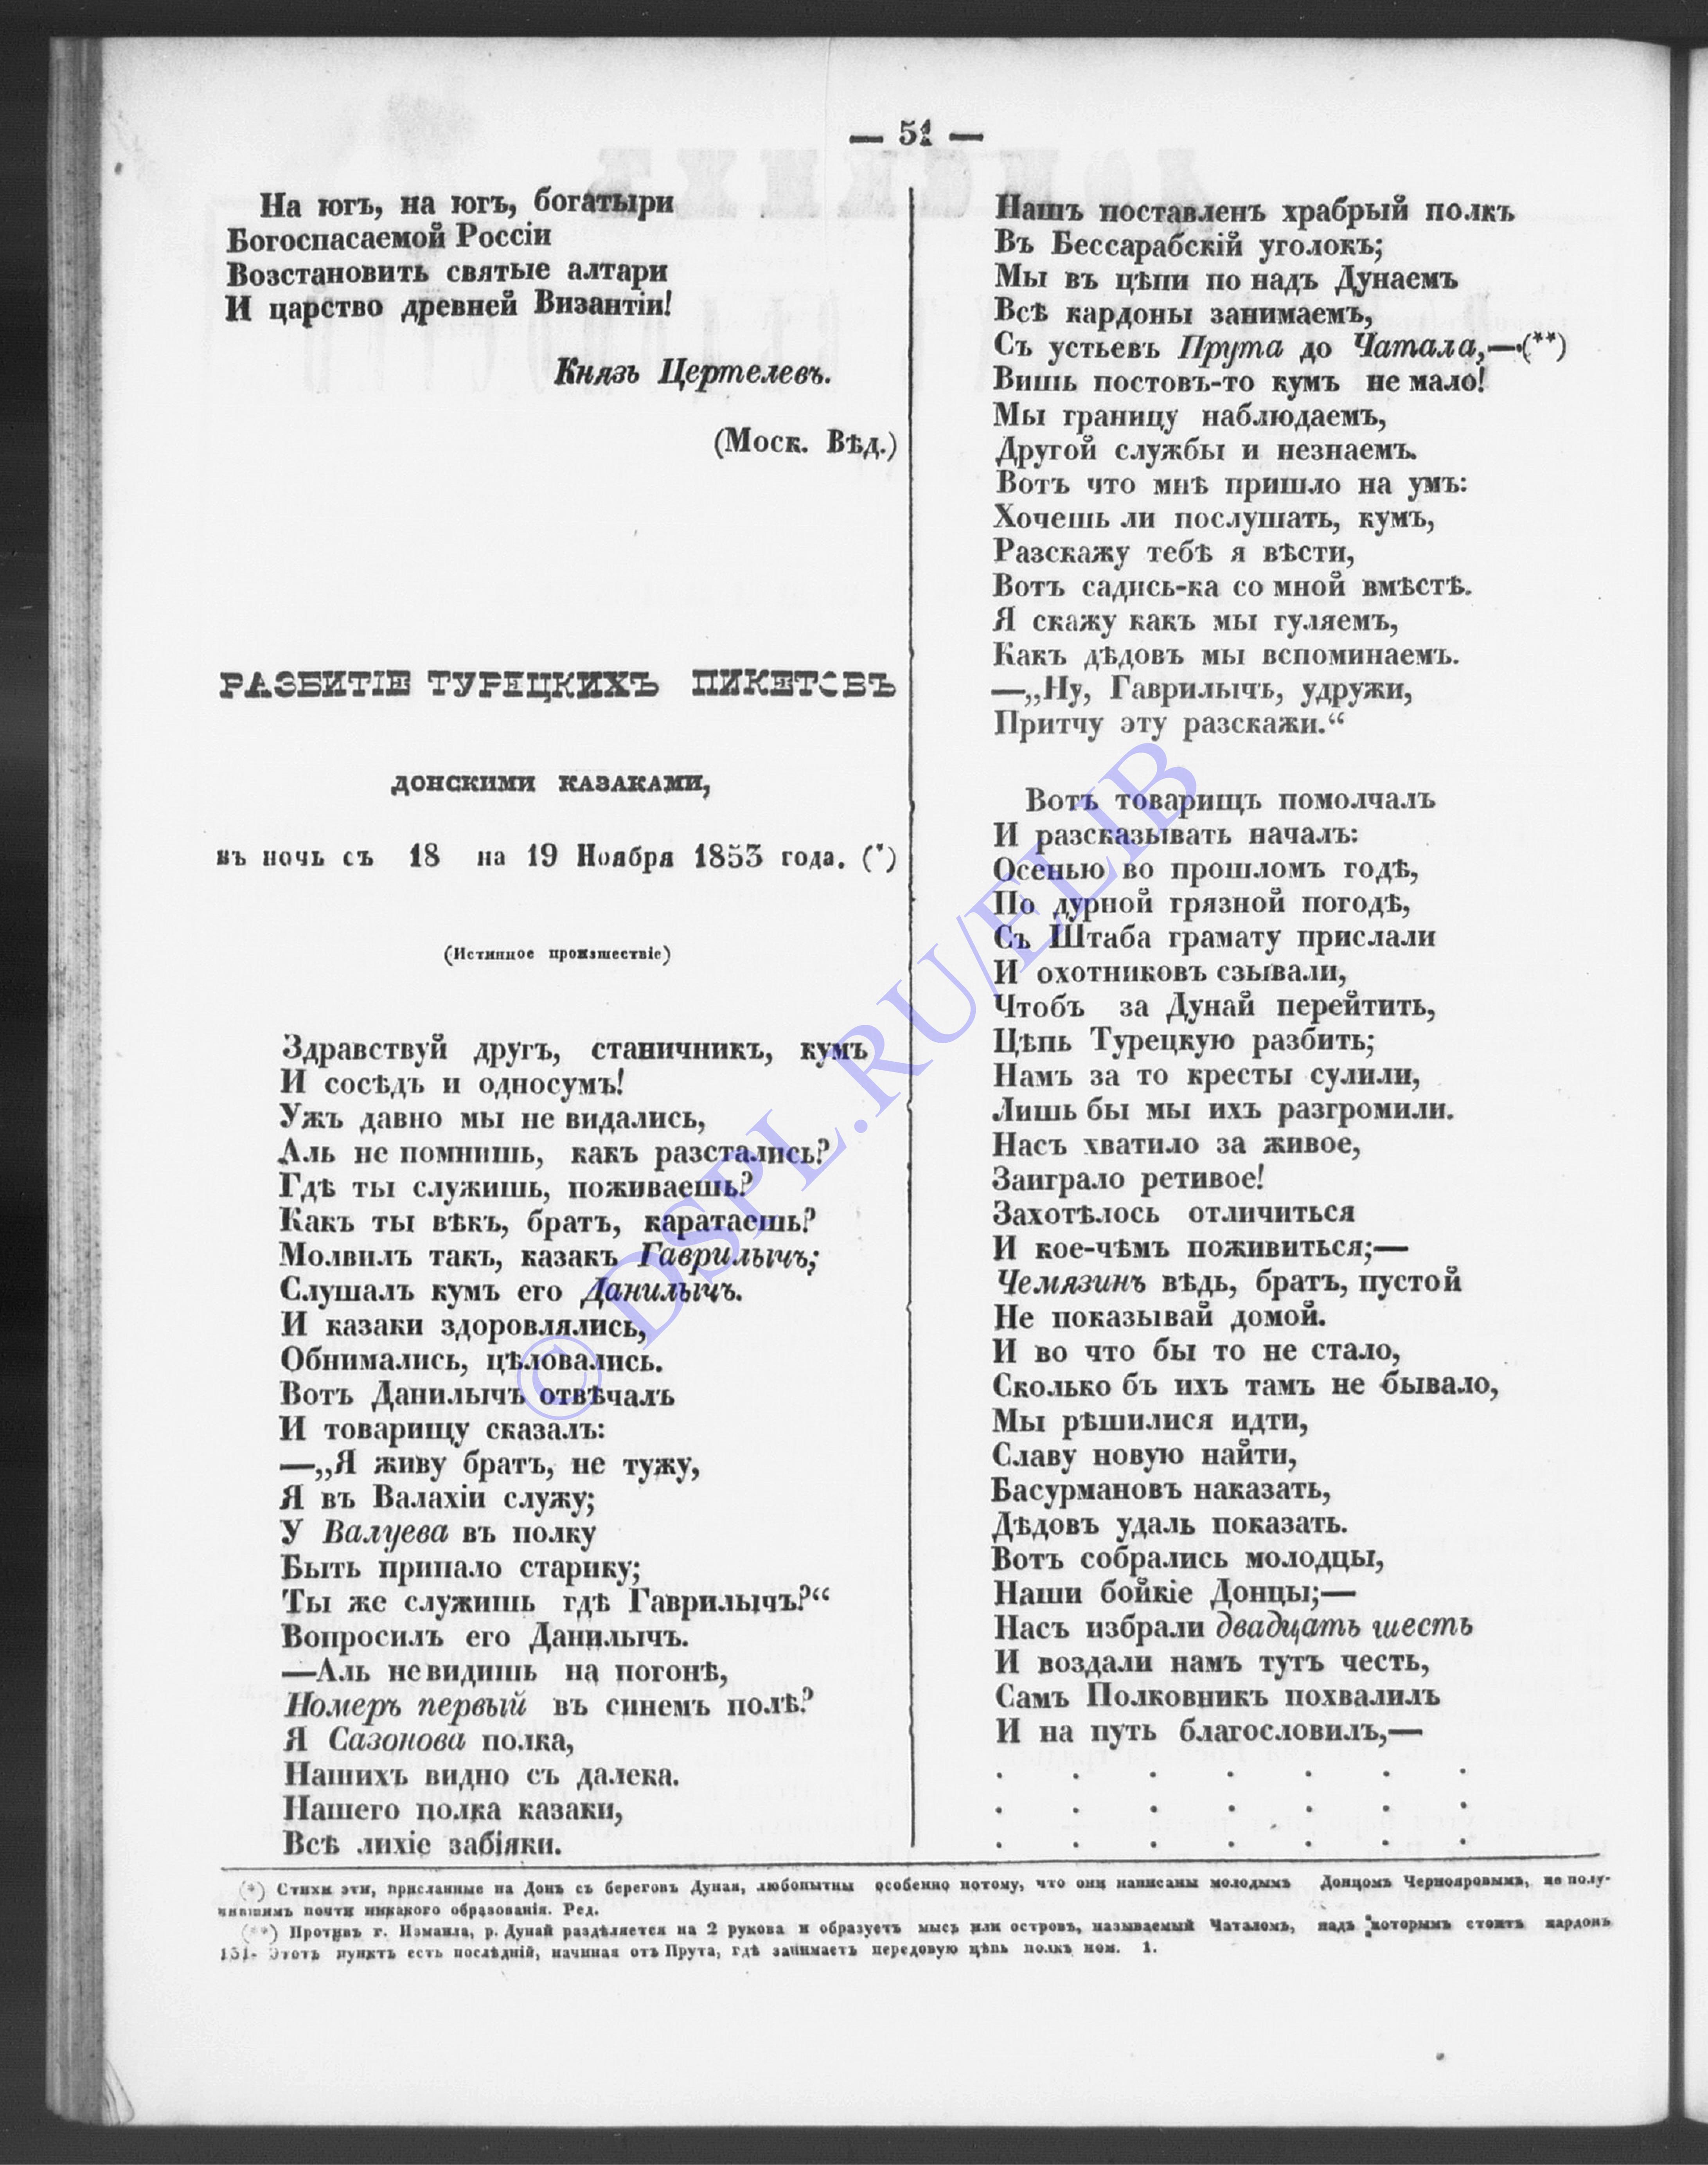 — 51 —
На югъ, на югъ, богатыри
Богоспасаемой Россіи
Возстановить святые алтари
И царство древней Византіи!
Князь Цертелевъ.
(Моск. Вѣд.)
РАЗБИТІЕ ТУРЕЦКИХЪ ПИКЕТОВЪ
ДОНСКИМИ КАЗАКАМИ,
въ ночь съ 18 на 19 Ноября 1853 года. (*)
(Истинное произшествіе)
Здравствуй другъ, станичникъ, кумъ
И сосѣдъ и односумъ!
Ужъ давно мы не видались,
Аль не помнишь, какъ разстались?
Гдѣ ты служишь, поживаешь?
Какъ ты вѣкъ, братъ, каратаешь?
Молвилъ такъ, казакъ Гаврилычъ;
Слушалъ кумъ его Данилычъ.
И казаки здоровлялись,
Обнимались, цѣловались.
Вотъ Данилычъ отвѣчалъ
И товарищу сказалъ:
—„Я живу братъ, не тужу,
Я въ Валахіи служу;
У Валуева въ полку
Быть припало старику;
Ты же служишь гдѣ Гаврилычъ?“
Вопросилъ его Данилычъ.
—Аль не видишь на погонѣ,
Номеръ первый въ синемъ полѣ?
Я Сазонова полка,
Нашихъ видно съ далека.
Нашего полка казаки,
Всѣ лихіе забіяки.
Нашъ поставленъ храбрый полкъ
Въ Бессарабскій уголокъ;
Мы въ цѣпи по надъ Дунаемъ
Всѣ кардоны занимаемъ,
Съ устьевъ Прута до Чатала,—(**)
Вишь постовъ-то кумъ не мало!
Мы границу наблюдаемъ,
Другой службы и незнаемъ.
Вотъ что мнѣ пришло на умъ:
Хочешь ли послушать, кумъ,
Разскажу тебѣ я вѣсти,
Вотъ садись-ка со мной вмѣстѣ.
Я скажу какъ мы гуляемъ,
Какъ дѣдовъ мы вспоминаемъ.
—„Ну, Гаврилычъ, удружи,
Притчу эту разскажи.“
Вотъ товарищъ помолчалъ
И разсказывать началъ:
Осенью во прошломъ годѣ,
По дурной грязной погодѣ,
Съ Штаба грамату прислали
И охотниковъ сзывали,
Чтобъ за Дунай перейтить,
Цѣпь Турецкую разбить;
Намъ за то кресты сулили,
Лишь бы мы ихъ разгромили.
Насъ хватило за живое,
Заиграло ретивое!
Захотѣлось отличиться
И кое-чѣмъ поживиться;—
Чемязинъ вѣдь, братъ, пустой
Не показывай домой.
И во что бы то не стало,
Сколько бъ ихъ тамъ не бывало,
Мы рѣшилися идти,
Славу новую найти,
Басурмановъ наказать,
Дѣдовъ удаль показать.
Вотъ собрались молодцы,
Наши бойкіе Донцы;—
Насъ избрали двадцать шесть
И воздали намъ тутъ честь,
Самъ Полковникъ похвалилъ
И на путь благословилъ,—
. . . . . . .
. . . . . . .
. . . . . . .
(*) Стихи эти, присланные на Донъ съ береговъ Дуная, любопытны особенно потому, что они написаны молодымъ Донцомъ Чернояровымъ, не полу-
чившимъ почти никакого образованія. Ред.
(**) Противъ г. Измаила, р. Дунай раздѣляется на 2 рукова и образуетъ мысъ или островъ, называемый Чаталомъ, надъ которымъ стоитъ кардонъ
131. Этотъ пунктъ есть послѣдній, начиная отъ Прута, гдѣ занимаетъ передовую цѣпь полкъ ном. 1.
© DSPL.RU/ELIB